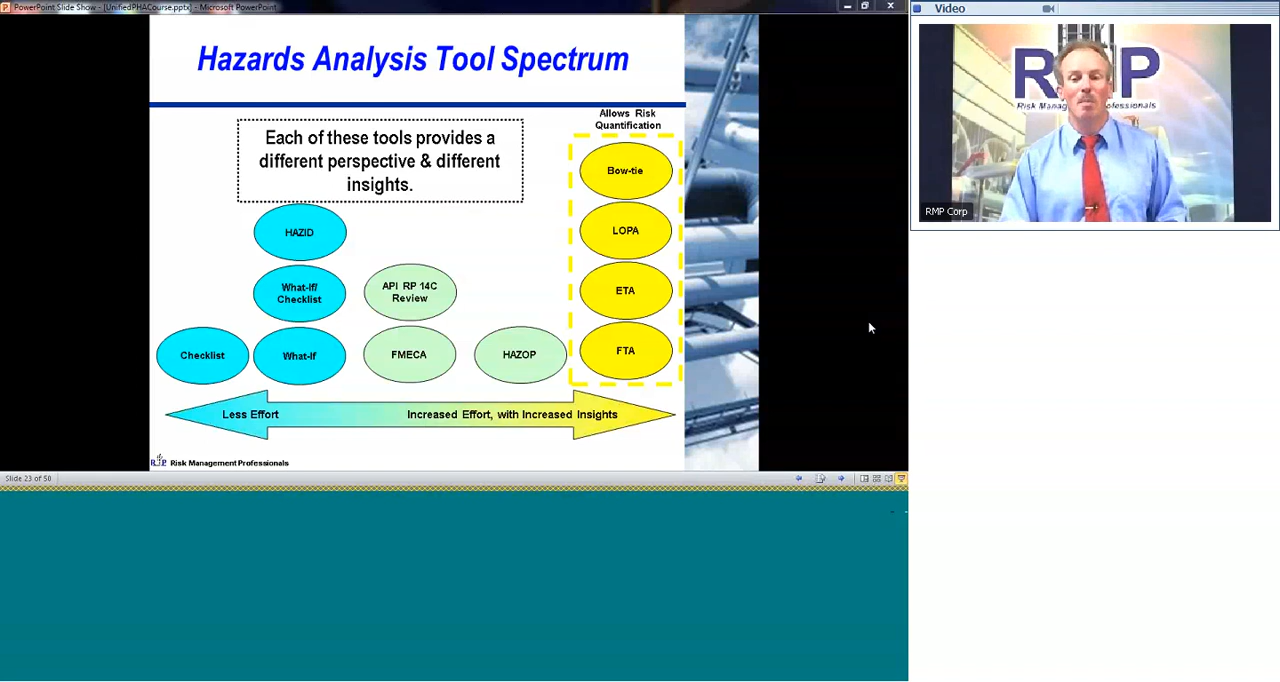 PowerPoint Slide Show - [UnifiedPHACourse.pptx] - Microsoft PowerPoint
Video
Hazards Analysis Tool Spectrum
RMP
Risk Management Professionals
RMP Corp
Allows Risk
Quantification
Each of these tools provides a
different perspective & different
insights.
Bow-tie
HAZID
LOPA
What-If/
Checklist
API RP 14C
Review
ETA
Checklist
What-If
FMECA
HAZOP
FTA
Less Effort
Increased Effort, with Increased Insights
RMP Risk Management Professionals
Slide 23 of 50